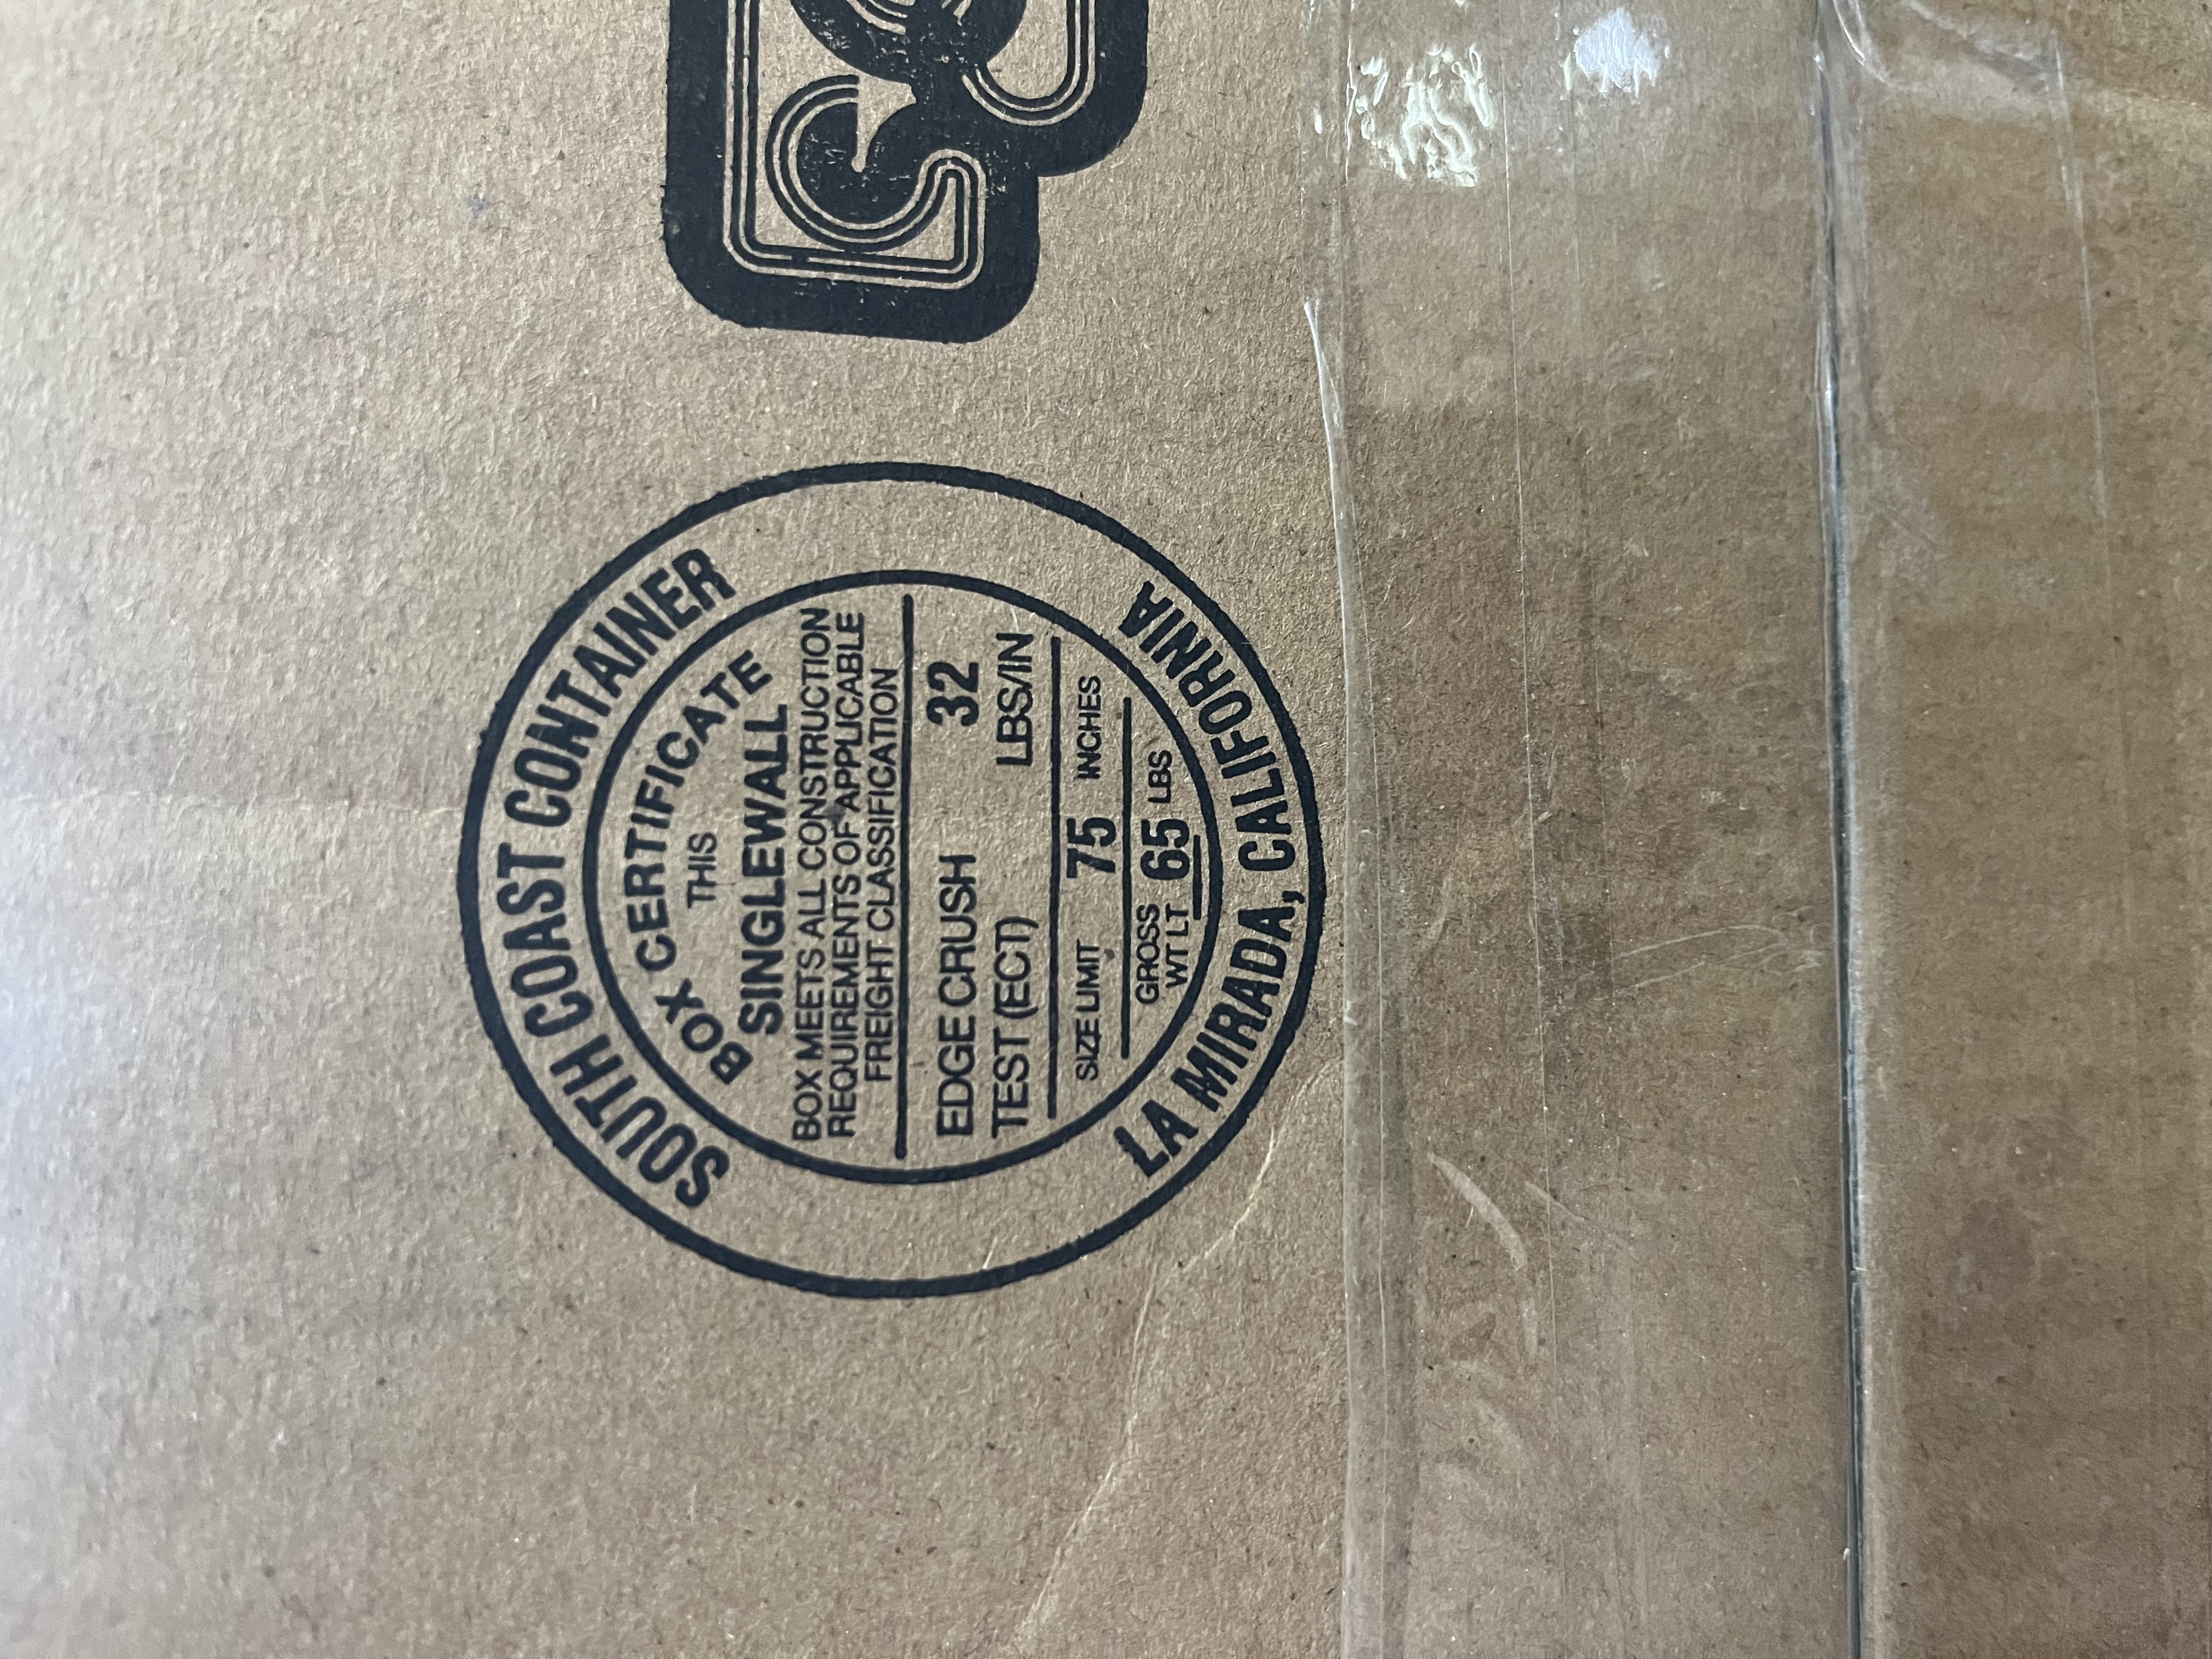 SOUTH COAST CONTAINER
BOX CERTIFICATE
THIS
SINGLEWALL
BOX MEETS ALL CONSTRUCTION
REQUIREMENTS OF APPLICABLE
FREIGHT CLASSIFICATION
EDGE CRUSH 32
TEST (ECT) LBS/IN
SIZE LIMIT 75 INCHES
GROSS
WT LT 65 LBS
LA MIRADA, CALIFORNIA